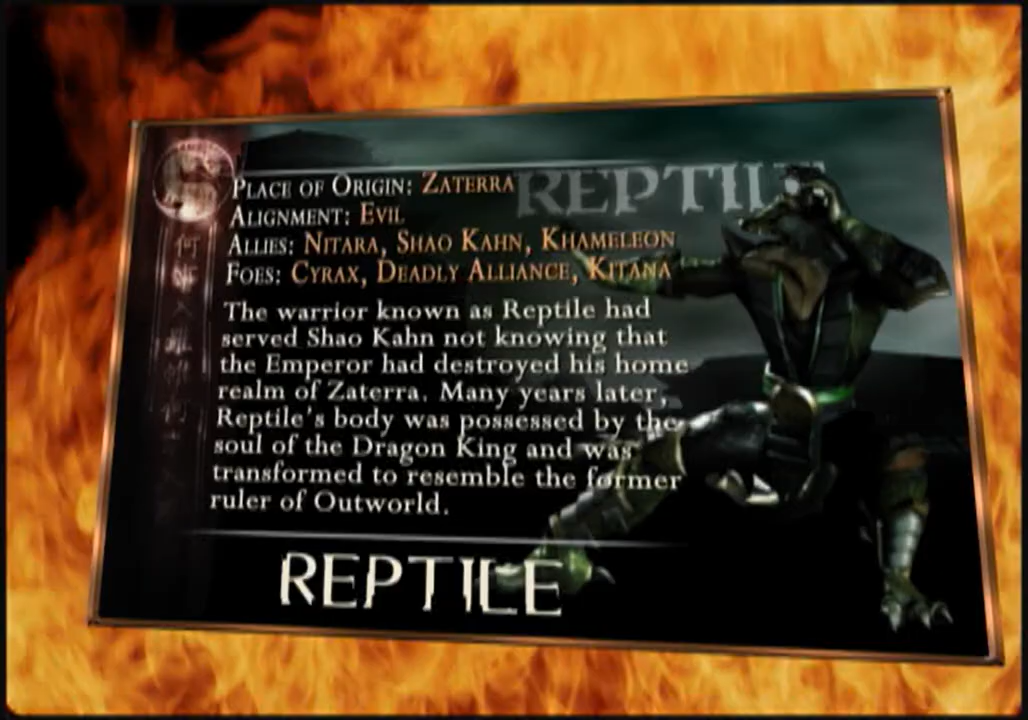 REPTILE
PLACE OF ORIGIN: ZATERRA
ALIGNMENT: EVIL
ALLIES: NITARA, SHAO KAHN, KHAMELEON
FOES: CYRAX, DEADLY ALLIANCE, KITANA
The warrior known as Reptile had
served Shao Kahn not knowing that
the Emperor had destroyed his home
realm of Zaterra. Many years later,
Reptile's body was possessed by the
soul of the Dragon King and was
transformed to resemble the former
ruler of Outworld.
REPTILE